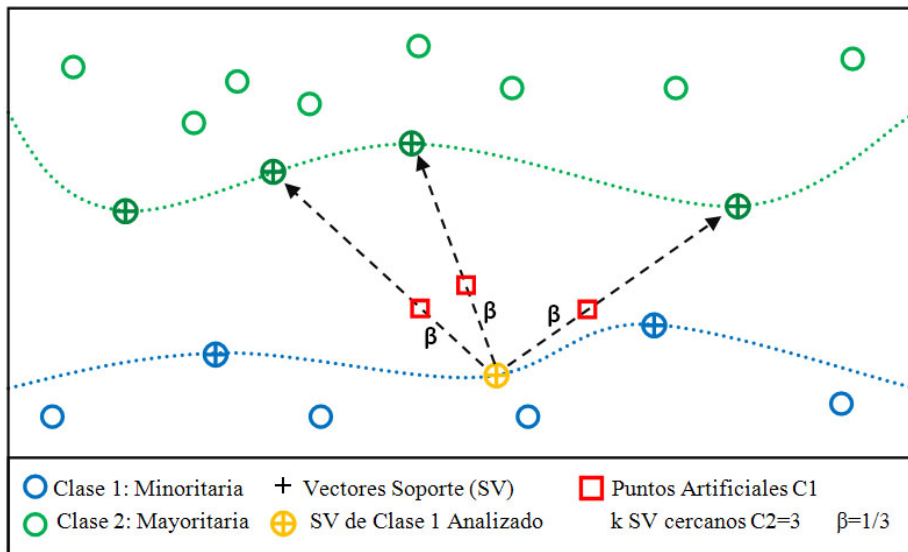 β
β
β
Clase 1: Minoritaria
Vectores Soporte (SV)
Puntos Artificiales C1
Clase 2: Mayoritaria
SV de Clase 1 Analizado
k SV cercanos C2=3
β=1/3